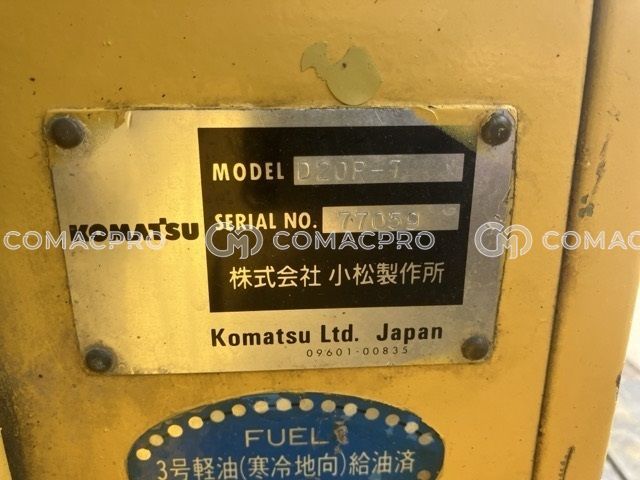 MODEL D20P-7
SERIAL NO. 77059
KOMATSU
COMACPRO COMACPRO COMACPRO
株式会社 小松製作所
Komatsu Ltd. Japan
09601-00835
FUEL
3号軽油(寒冷地向)給油済